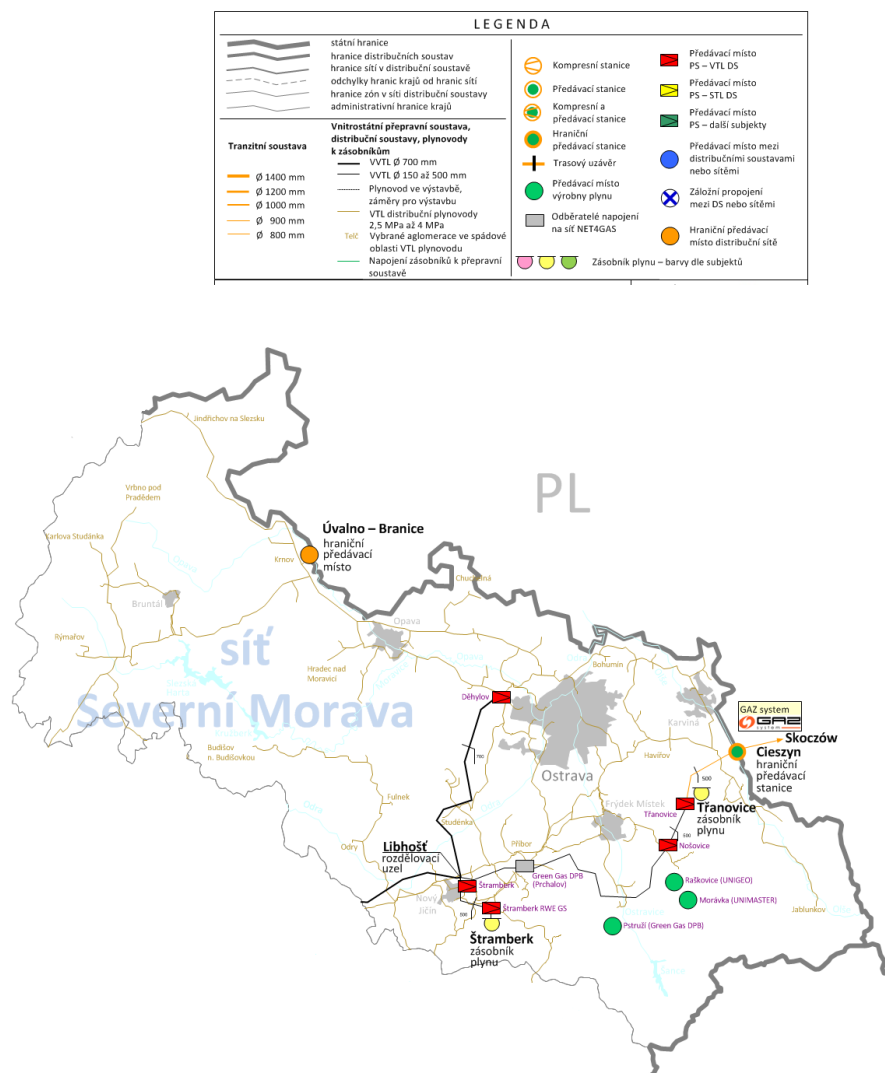 LEGENDA
státní hranice
hranice distribučních soustav
hranice sítí v distribuční soustavě
odchylky hranic krajů od hranic sítí
hranice zón v síti distribuční soustavy
administrativní hranice krajů
Tranzitní soustava
Ø 1400 mm
Ø 1200 mm
Ø 1000 mm
Ø 900 mm
Ø 800 mm
Vnitrostátní přepravní soustava,
distribuční soustavy, plynovody
k zásobníkům
VVTL Ø 700 mm
VVTL Ø 150 až 500 mm
Plynovod ve výstavbě,
záměry pro výstavbu
VTL distribuční plynovody
2,5 MPa až 4 MPa
Telč
Vybrané aglomerace ve spádové
oblasti VTL plynovodu
Napojení zásobníků k přepravní
soustavě
Kompresní stanice
Předávací stanice
Kompresní a
předávací stanice
Hraniční
předávací stanice
Trasový uzávěr
Předávací místo
výrobny plynu
Odběratelé napojení
na síť NET4GAS
Předávací místo
PS – VTL DS
Předávací místo
PS – STL DS
Předávací místo
PS – další subjekty
Předávací místo mezi
distribučními soustavami
nebo sítěmi
Záložní propojení
mezi DS nebo sítěmi
Hraniční předávací
místo distribuční sítě
Zásobník plynu – barvy dle subjektů
Jindřichov na Slezsku
PL
Vrbno pod
Pradědem
Úvalno – Branice
hraniční
předávací
místo
Karlova Studánka
Krnov
Opava
Bruntál
Opava
Rýmařov
síť
Severní Morava
Hradec nad
Moravicí
Opava
Bohumín
Děhylov
Karviná
GAZ system
GAZ
system
Skoczów
Cieszyn
hraniční
předávací
stanice
Budišov
n. Budišovkou
Ostrava
Havířov
700
500
Fulnek
Frýdek Místek
Třanovice
zásobník
plynu
Třanovice
Studénka
Odra
Odry
Libhošť
rozdělovací
uzel
Příbor
Nošovice
Green Gas DPB
(Prchalov)
Štramberk
Raškovice (UNIGEO)
Nový
Jičín
Morávka (UNIMASTER)
Štramberk RWE GS
Jablunkov
Pstruží (Green Gas DPB)
Štramberk
zásobník
plynu